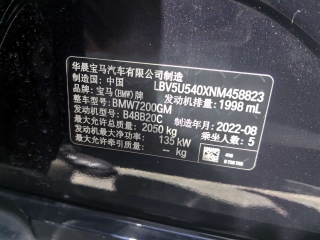 华晨宝马汽车有限公司制造
制造国: 中国 LBV5U540XNM458823
品牌: 宝马(BMW)牌 发动机排量: 1998 mL
整车型号: BMW7200GM
发动机型号: B48B20C 制造年月: 2022-08
最大允许总质量: 2050 kg 乘坐人数: 5
发动机最大净功率: 135 kW
最大允许牵引质量: – kg